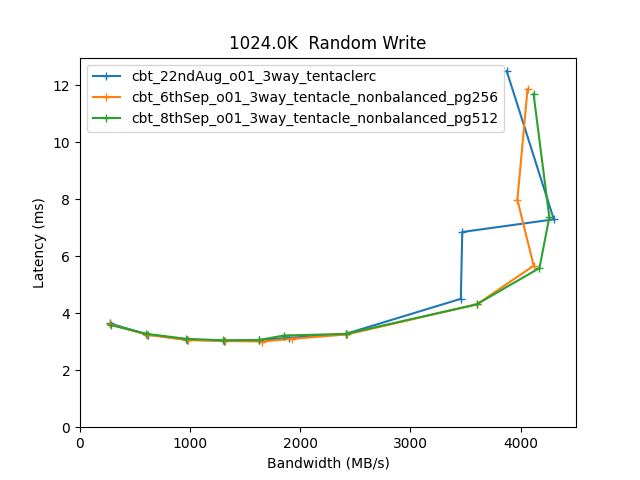 1024.0K  Random Write
cbt_22ndAug_o01_3way_tentaclerc
cbt_6thSep_o01_3way_tentacle_nonbalanced_pg256
cbt_8thSep_o01_3way_tentacle_nonbalanced_pg512
12
10
8
6
4
2
0
Latency (ms)
0 1000 2000 3000 4000
Bandwidth (MB/s)